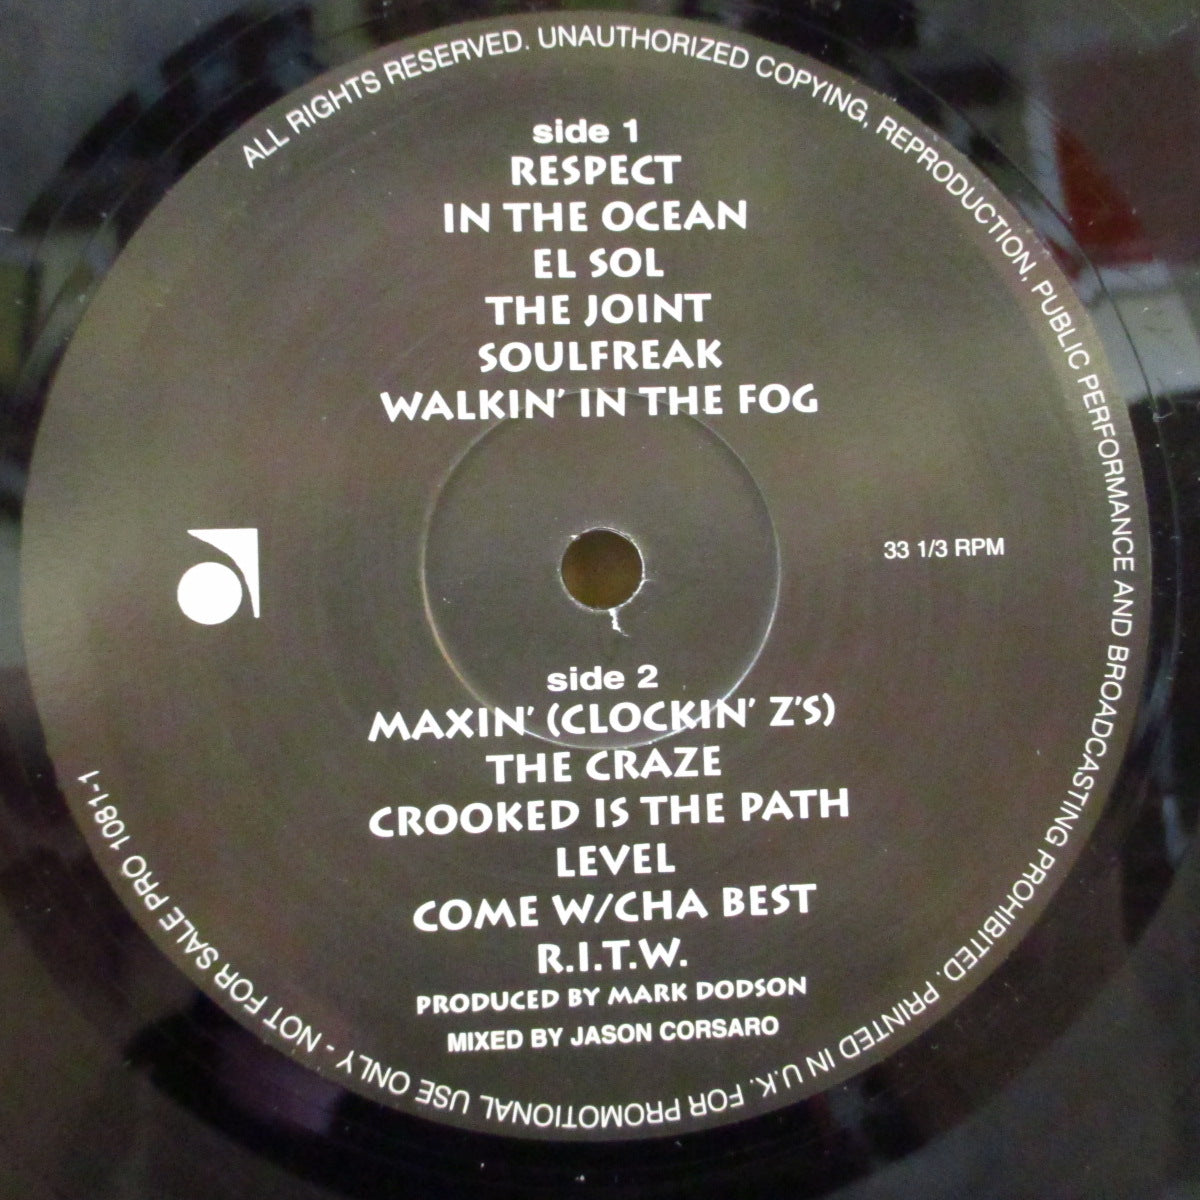 ALL RIGHTS RESERVED. UNAUTHORIZED COPYING, REPRODUCTION, PUBLIC PERFORMANCE AND BROADCASTING PROHIBITED. PRINTED IN U.K. FOR PROMOTIONAL USE ONLY - NOT FOR SALE PRO 1081-1
side 1
RESPECT
IN THE OCEAN
EL SOL
THE JOINT
SOULFREAK
WALKIN' IN THE FOG
33 1/3 RPM
side 2
MAXIN' (CLOCKIN' Z'S)
THE CRAZE
CROOKED IS THE PATH
LEVEL
COME W/CHA BEST
R.I.T.W.
PRODUCED BY MARK DODSON
MIXED BY JASON CORSARO